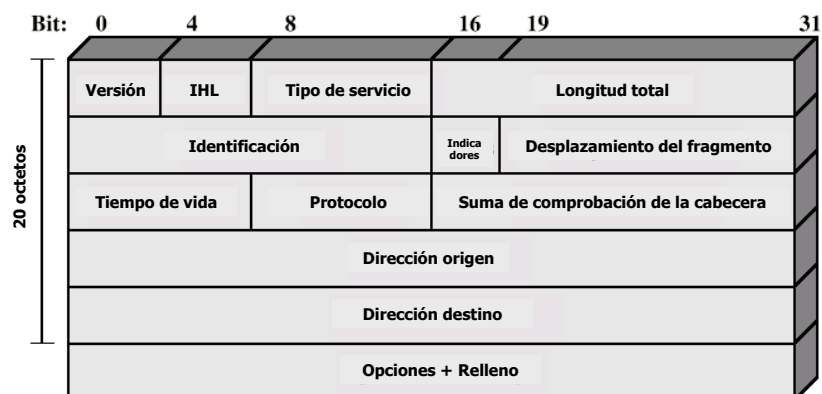 Bit: 0 4 8 16 19 31
Versión IHL Tipo de servicio Longitud total
Identificación Indica
dores Desplazamiento del fragmento
Tiempo de vida Protocolo Suma de comprobación de la cabecera
Dirección origen
Dirección destino
Opciones + Relleno
20 octetos